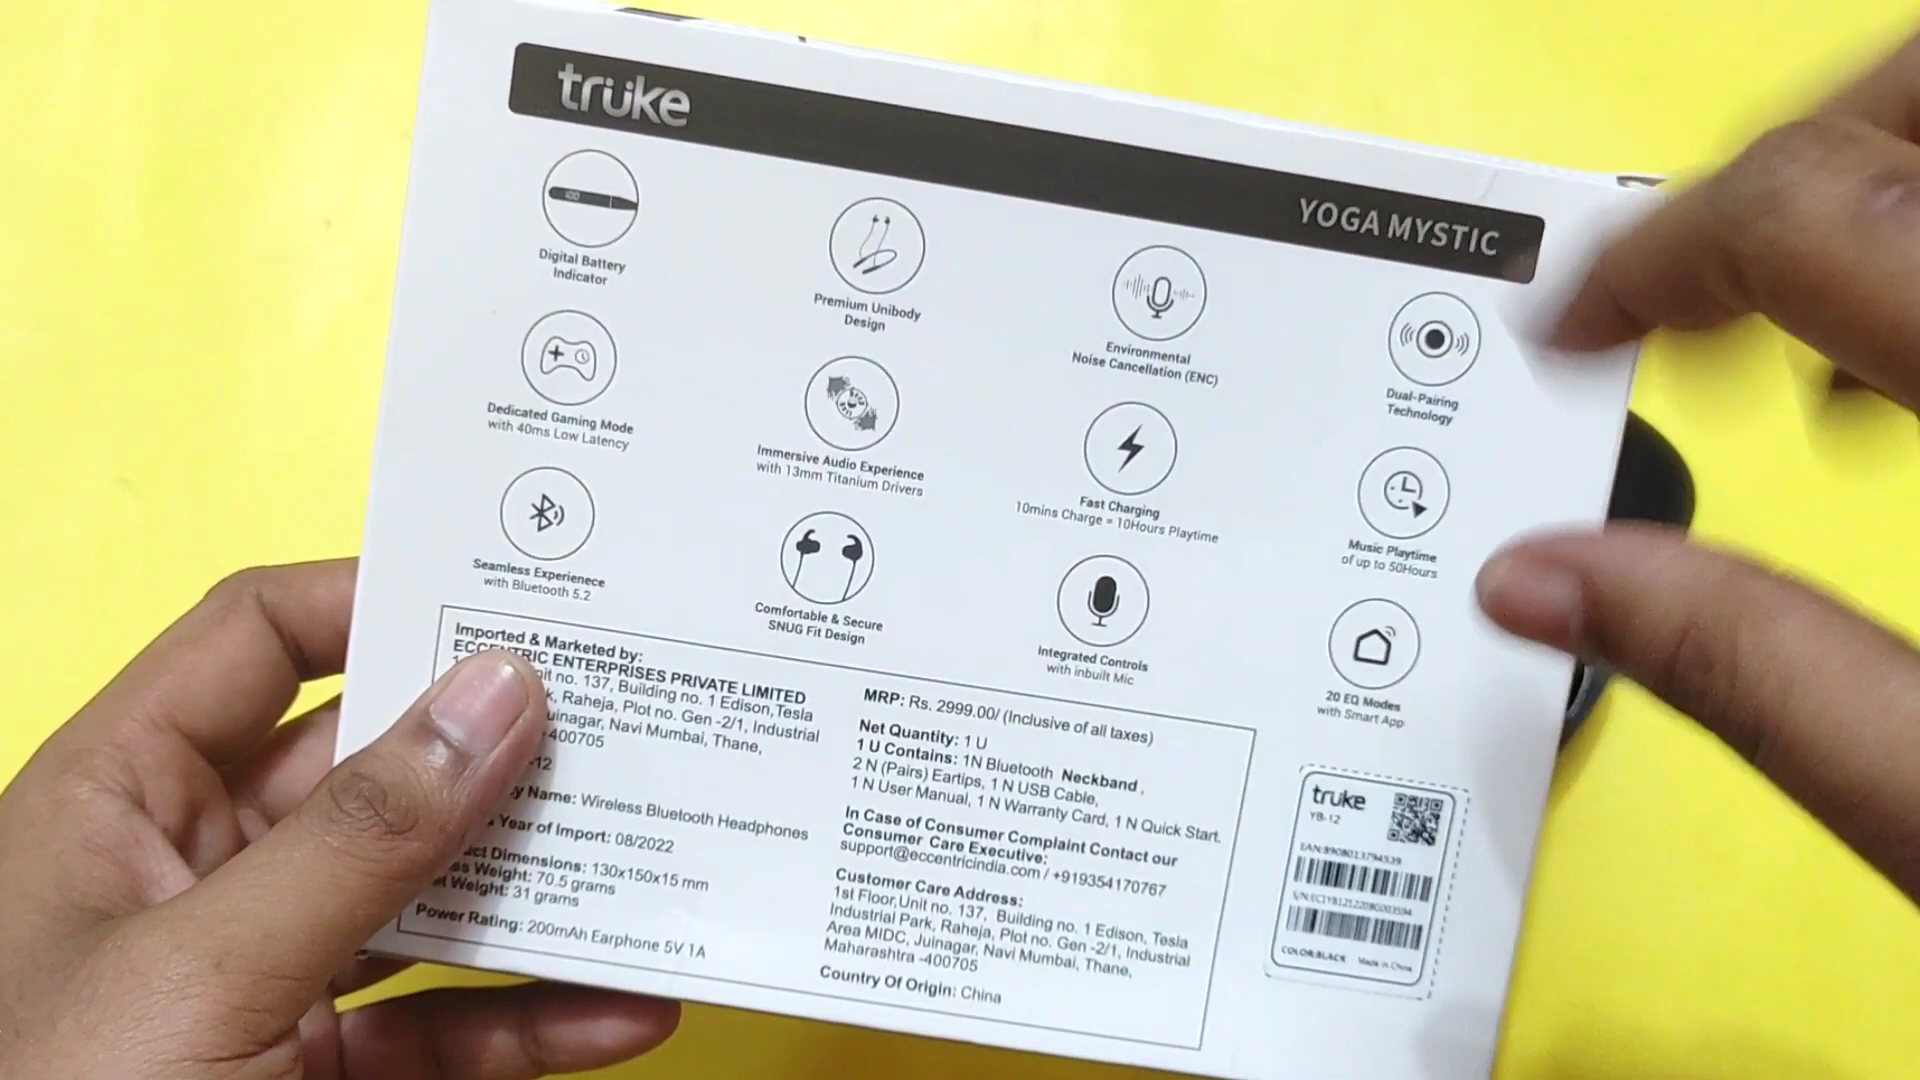 truke
YOGA MYSTIC
Digital Battery
Indicator
Premium Unibody
Design
Environmental
Noise Cancellation (ENC)
Dual-Pairing
Technology
Dedicated Gaming Mode
with 40ms Low Latency
Immersive Audio Experience
with 13mm Titanium Drivers
Fast Charging
10mins Charge = 10Hours Playtime
Music Playtime
of up to 50Hours
Seamless Experienece
with Bluetooth 5.2
Comfortable & Secure
SNUG Fit Design
Integrated Controls
with inbuilt Mic
20 EQ Modes
with Smart App
Imported & Marketed by:
ECCENTRIC ENTERPRISES PRIVATE LIMITED
no. 137, Building no. 1 Edison,Tesla
Raheja, Plot no. Gen -2/1, Industrial
Navi Mumbai, Thane,
-400705
-12
Name: Wireless Bluetooth Headphones
Year of Import: 08/2022
Dimensions: 130x150x15 mm
Weight: 70.5 grams
Weight: 31 grams
Power Rating: 200mAh Earphone 5V 1A
MRP: Rs. 2999.00/ (Inclusive of all taxes)
Net Quantity: 1 U
1 U Contains: 1N Bluetooth Neckband ,
2 N (Pairs) Eartips, 1 N USB Cable,
1 N User Manual, 1 N Warranty Card, 1 N Quick Start.
In Case of Consumer Complaint Contact our
Consumer Care Executive:
support@eccentricindia.com / +919354170767
Customer Care Address:
1st Floor,Unit no. 137, Building no. 1 Edison, Tesla
Industrial Park, Raheja, Plot no. Gen -2/1, Industrial
Area MIDC, Juinagar, Navi Mumbai, Thane,
Maharashtra -400705
Country Of Origin: China
truke
YB-12
EAN:8908013794539
COLOR:BLACK Made in China